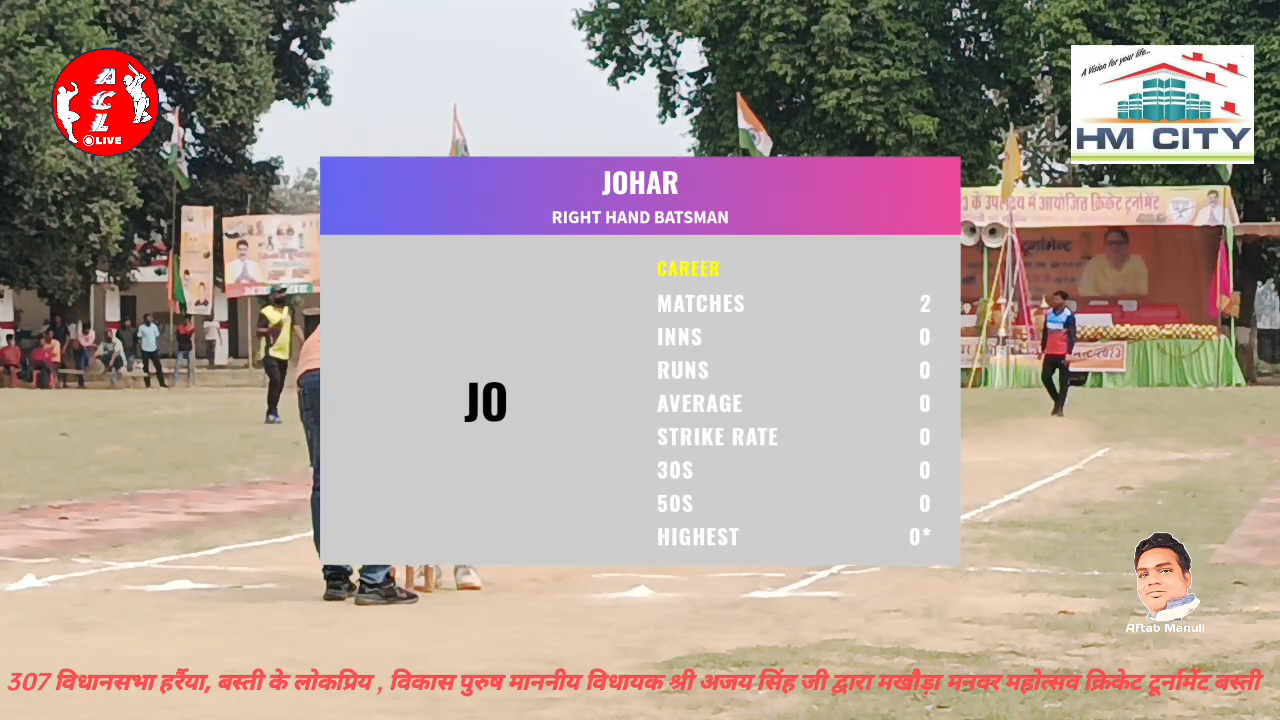 ACL
LIVE
A Vision for your life...
HM CITY
JOHAR
RIGHT HAND BATSMAN
CAREER
MATCHES 2
INNS 0
RUNS 0
AVERAGE 0
STRIKE RATE 0
30S 0
50S 0
HIGHEST 0*
JO
में आयोजित क्रिकेट टूर्नामेंट
Aftab Manuli
307 विधानसभा हर्रैया, बस्ती के लोकप्रिय , विकास पुरुष माननीय विधायक श्री अजय सिंह जी द्वारा मखौड़ा मनवर महोत्सव क्रिकेट टूर्नामेंट बस्ती